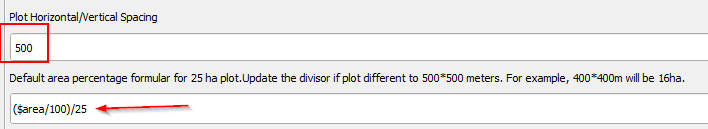 Plot Horizontal/Vertical Spacing
500
Default area percentage formular for 25 ha plot.Update the divisor if plot different to 500*500 meters. For example, 400*400m will be 16ha.
($area/100)/25